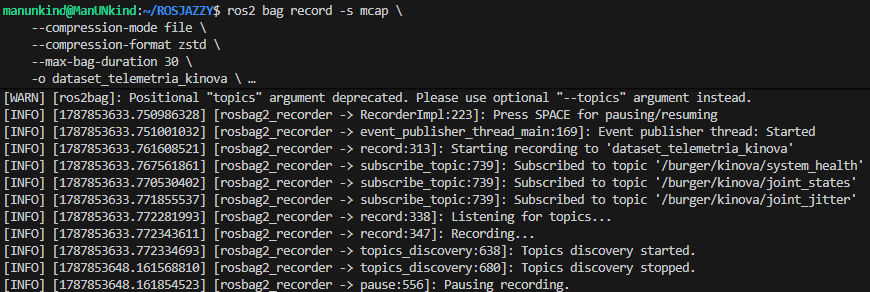 manunkind@ManUNkind:~/ROSJAZZY$ ros2 bag record -s mcap \
    --compression-mode file \
    --compression-format zstd \
    --max-bag-duration 30 \
    -o dataset_telemetria_kinova \ …
[WARN] [ros2bag]: Positional "topics" argument deprecated. Please use optional "--topics" argument instead.
[INFO] [1787853633.750986328] [rosbag2_recorder -> RecorderImpl:223]: Press SPACE for pausing/resuming
[INFO] [1787853633.751001032] [rosbag2_recorder -> event_publisher_thread_main:169]: Event publisher thread: Started
[INFO] [1787853633.761608521] [rosbag2_recorder -> record:313]: Starting recording to 'dataset_telemetria_kinova'
[INFO] [1787853633.767561861] [rosbag2_recorder -> subscribe_topic:739]: Subscribed to topic '/burger/kinova/system_health'
[INFO] [1787853633.770530402] [rosbag2_recorder -> subscribe_topic:739]: Subscribed to topic '/burger/kinova/joint_states'
[INFO] [1787853633.771855537] [rosbag2_recorder -> subscribe_topic:739]: Subscribed to topic '/burger/kinova/joint_jitter'
[INFO] [1787853633.772281993] [rosbag2_recorder -> record:338]: Listening for topics...
[INFO] [1787853633.772343611] [rosbag2_recorder -> record:347]: Recording...
[INFO] [1787853633.772334693] [rosbag2_recorder -> topics_discovery:638]: Topics discovery started.
[INFO] [1787853648.161568810] [rosbag2_recorder -> topics_discovery:680]: Topics discovery stopped.
[INFO] [1787853648.161854523] [rosbag2_recorder -> pause:556]: Pausing recording.